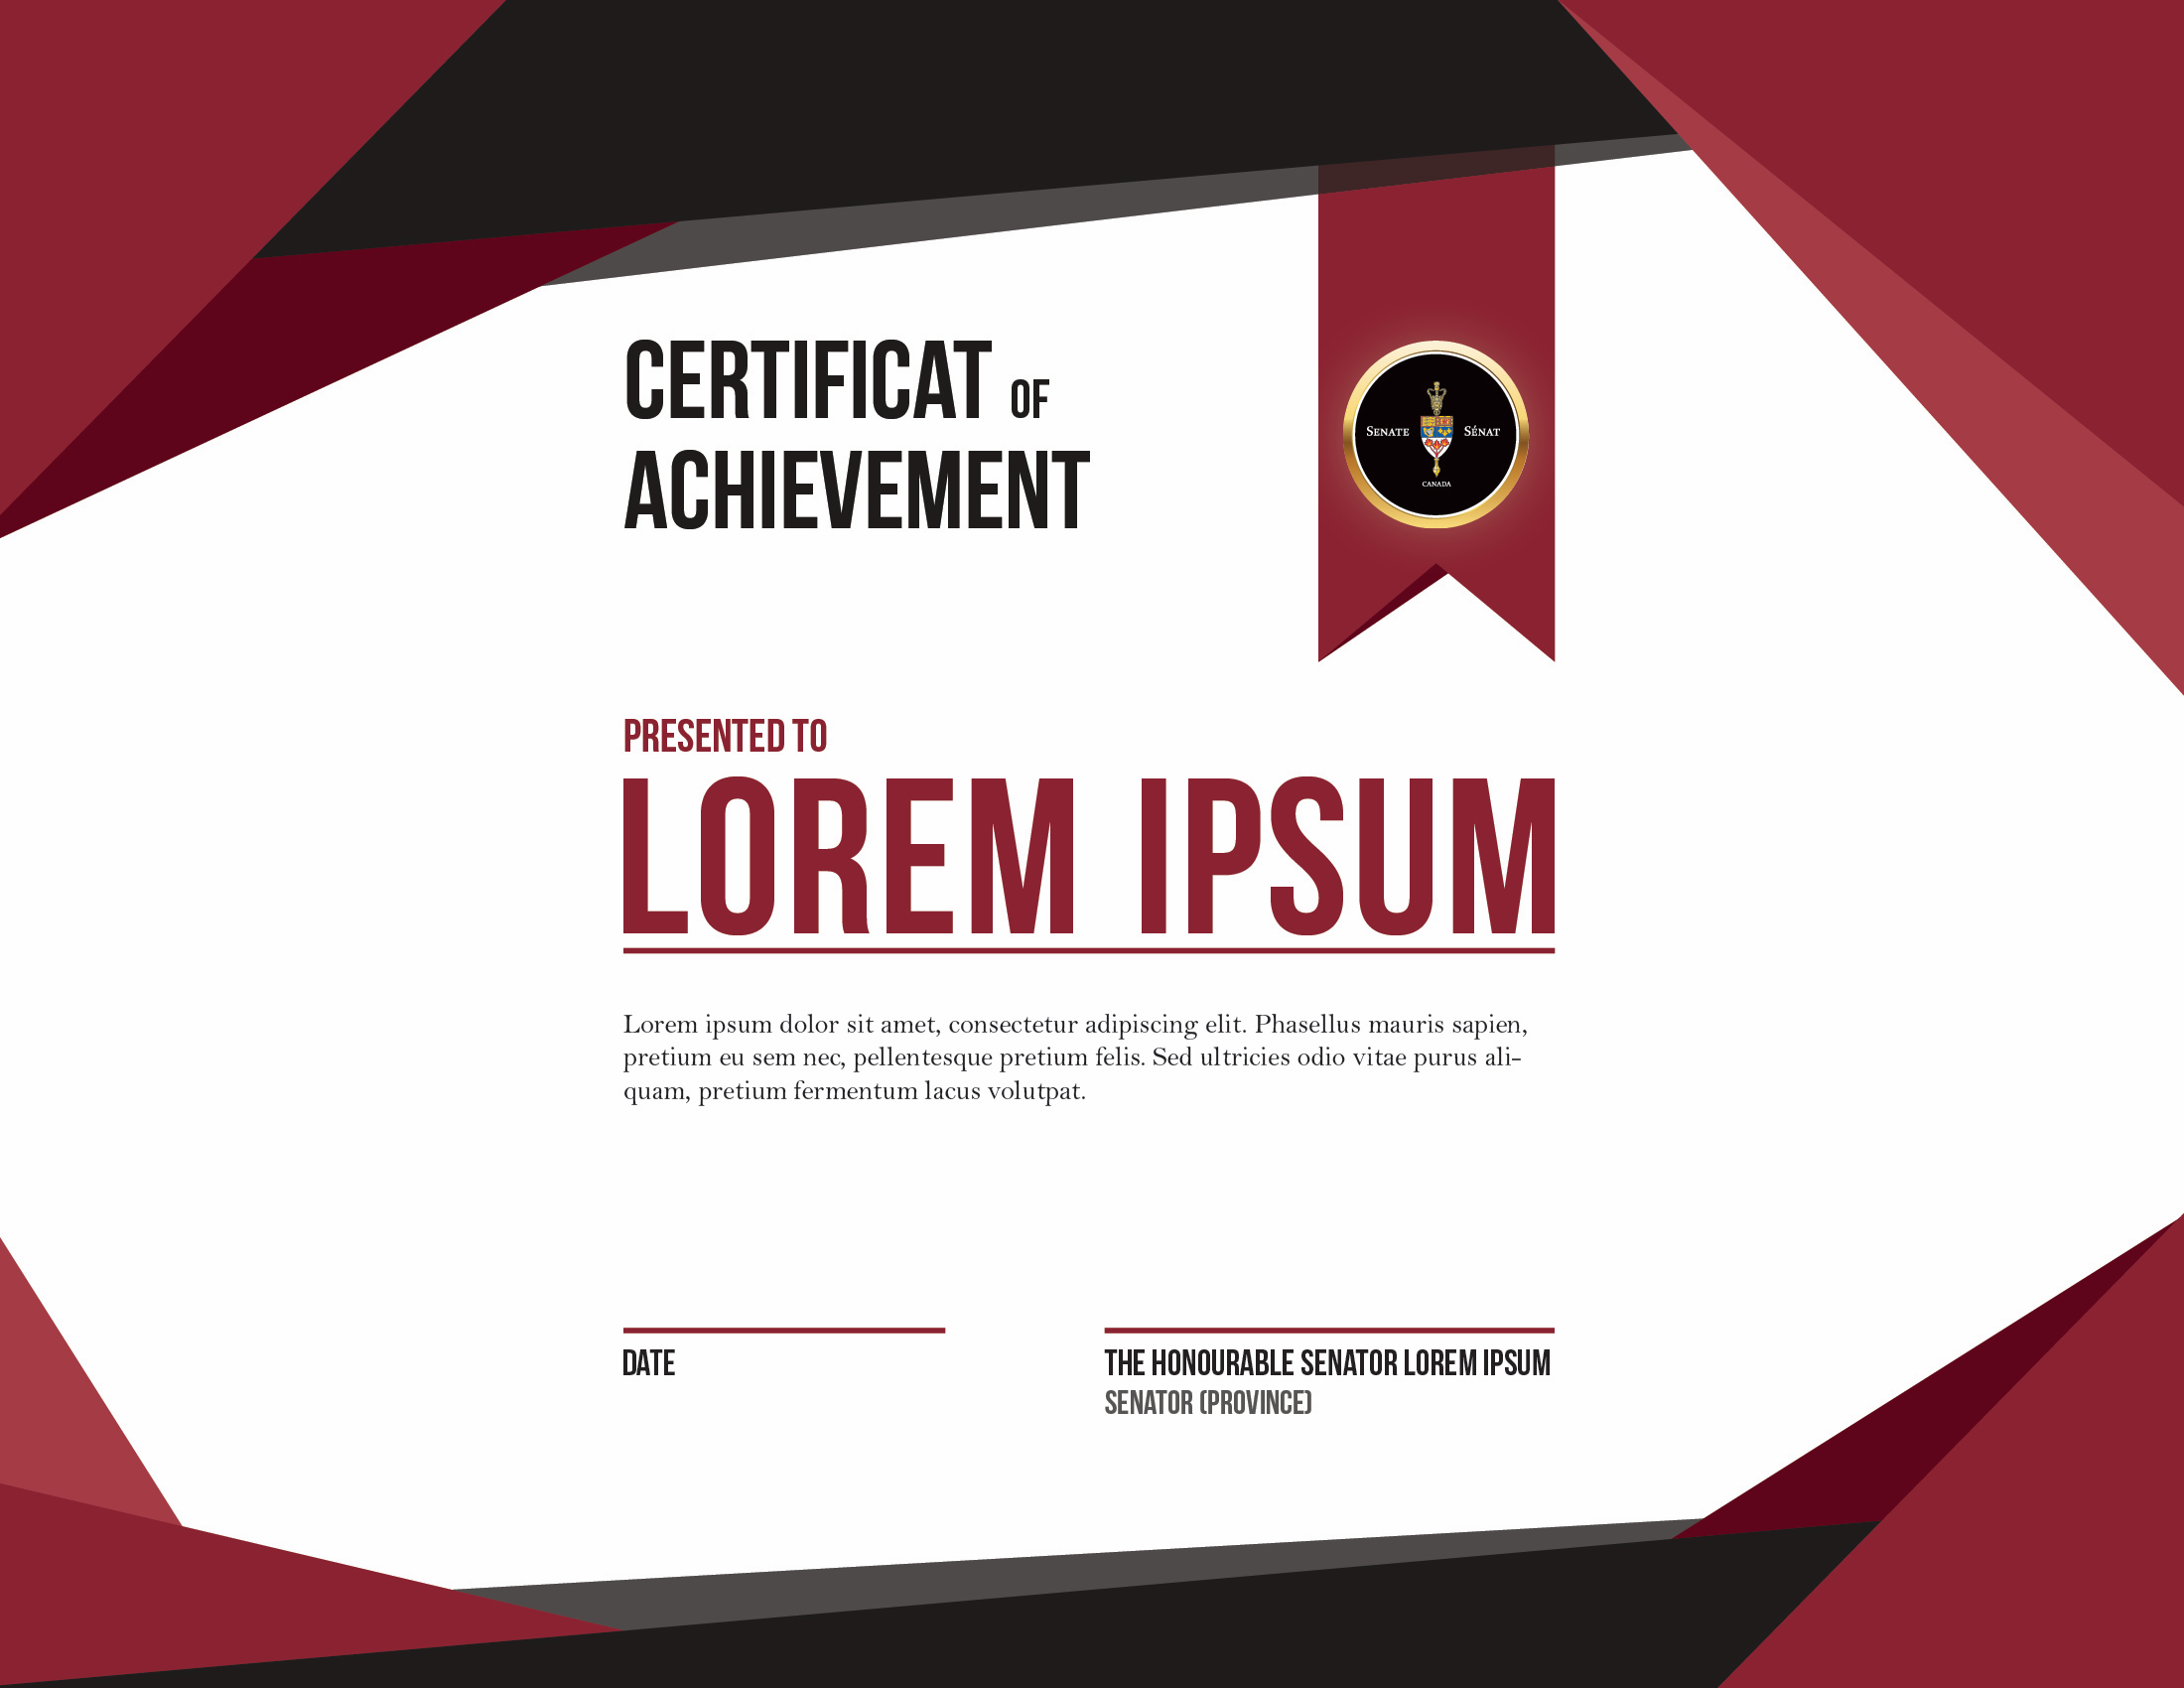 CERTIFICAT OF
ACHIEVEMENT
SENATE SÉNAT
CANADA
PRESENTED TO
LOREM IPSUM
Lorem ipsum dolor sit amet, consectetur adipiscing elit. Phasellus mauris sapien,
pretium eu sem nec, pellentesque pretium felis. Sed ultricies odio vitae purus ali-
quam, pretium fermentum lacus volutpat.
DATE
THE HONOURABLE SENATOR LOREM IPSUM
SENATOR (PROVINCE)